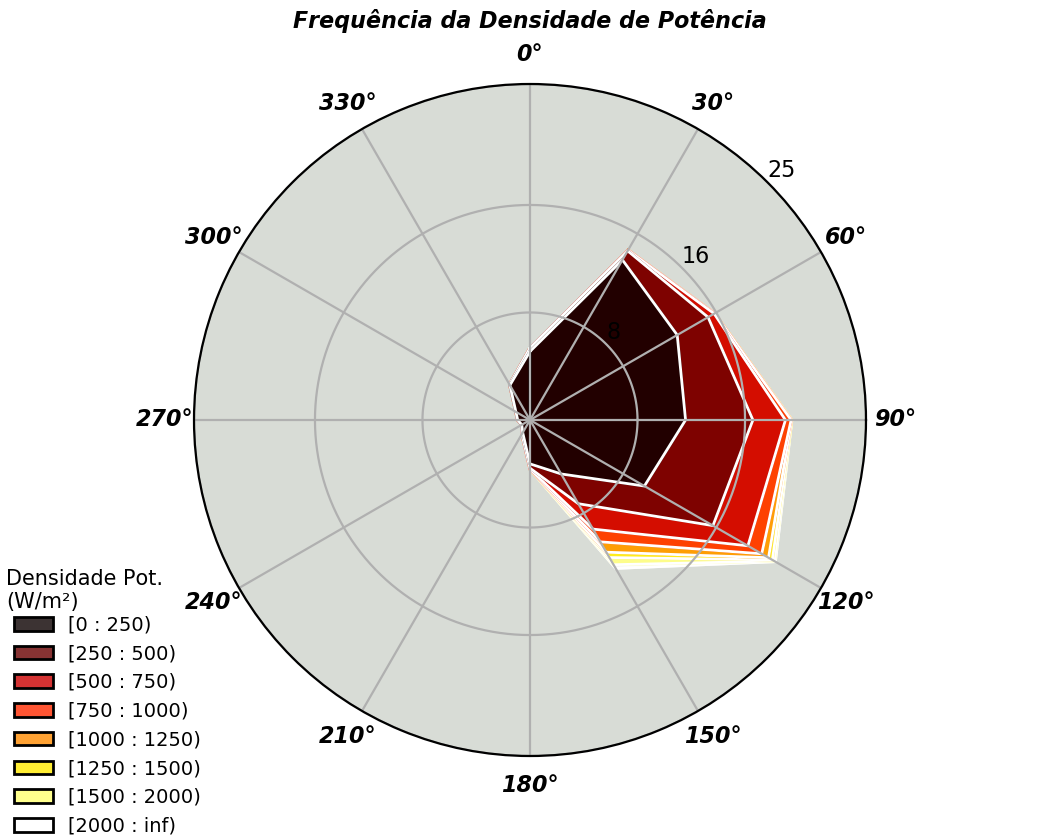 Frequência da Densidade de Potência
0°
330°
30°
25
300°
60°
16
8
270°
90°
240°
120°
210°
150°
180°
Densidade Pot.
(W/m²)
[0 : 250)
[250 : 500)
[500 : 750)
[750 : 1000)
[1000 : 1250)
[1250 : 1500)
[1500 : 2000)
[2000 : inf)